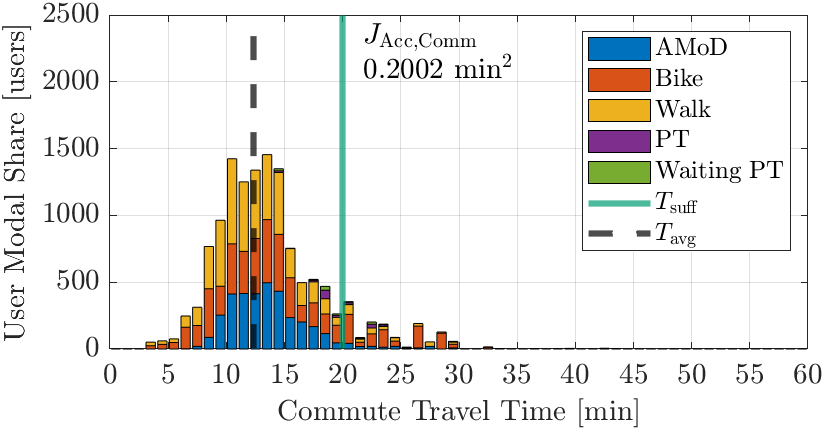 2500
2000
1500
1000
500
0
User Modal Share [users]
J_Acc,Comm
0.2002 min²
AMoD
Bike
Walk
PT
Waiting PT
T_suff
T_avg
0 5 10 15 20 25 30 35 40 45 50 55 60
Commute Travel Time [min]